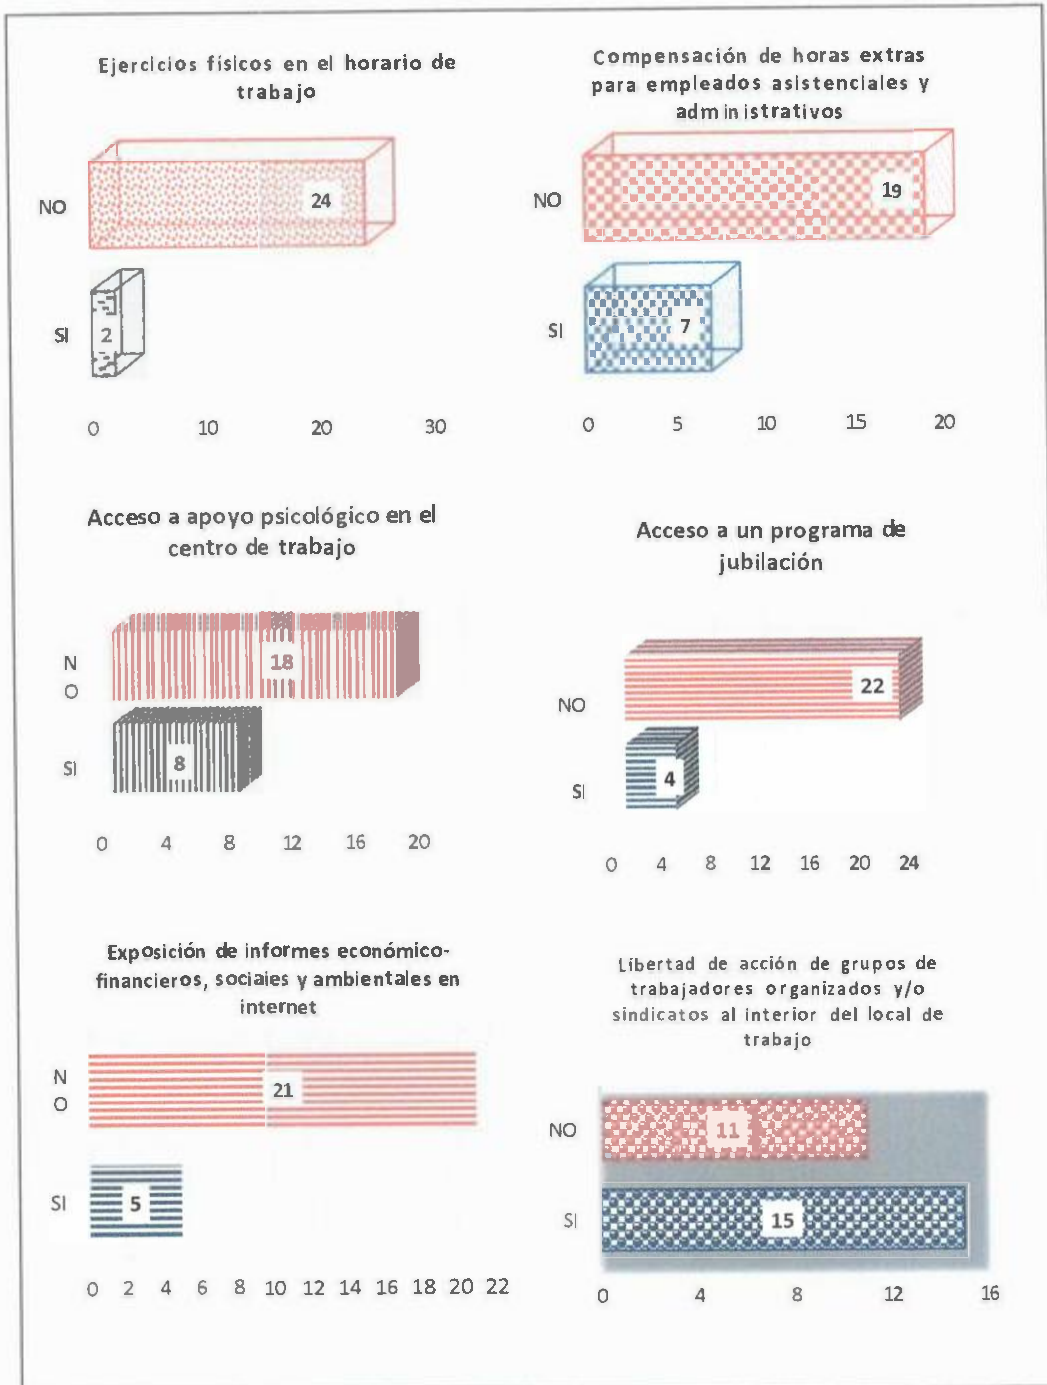 Ejercicios físicos en el horario de
trabajo
NO
24
SI
2
0 10 20 30
Compensación de horas extras
para empleados asistenciales y
administrativos
NO
19
SI
7
0 5 10 15 20
Acceso a apoyo psicológico en el
centro de trabajo
N
O
18
SI
8
0 4 8 12 16 20
Acceso a un programa de
jubilación
NO
22
SI
4
0 4 8 12 16 20 24
Exposición de informes económico-
financieros, sociales y ambientales en
internet
N
O
21
SI
5
0 2 4 6 8 10 12 14 16 18 20 22
Libertad de acción de grupos de
trabajadores organizados y/o
sindicatos al interior del local de
trabajo
NO
11
SI
15
0 4 8 12 16